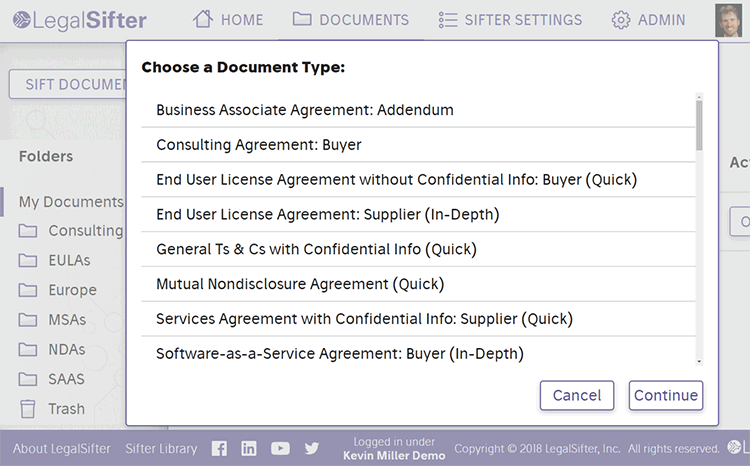 LegalSifter
HOME
DOCUMENTS
SIFTER SETTINGS
ADMIN
Choose a Document Type:
SIFT DOCUMEN
Business Associate Agreement: Addendum
Consulting Agreement: Buyer
End User License Agreement without Confidential Info: Buyer (Quick)
End User License Agreement: Supplier (In-Depth)
General Ts & Cs with Confidential Info (Quick)
Mutual Nondisclosure Agreement (Quick)
Services Agreement with Confidential Info: Supplier (Quick)
Software-as-a-Service Agreement: Buyer (In-Depth)
Cancel
Continue
Folders
My Documents
Consulting
EULAs
Europe
MSAs
NDAs
SAAS
Trash
Ac
About LegalSifter
Sifter Library
Logged in under
Kevin Miller Demo
Copyright © 2018 LegalSifter, Inc.
All rights reserved.